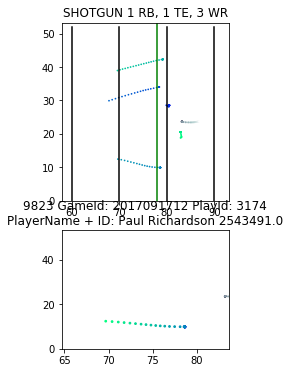 SHOTGUN 1 RB, 1 TE, 3 WR
50
40
30
20
10
0
60 70 80 90
9823 GameId: 2017091712 PlayId: 3174
PlayerName + ID: Paul Richardson 2543491.0
40
20
0
65 70 75 80